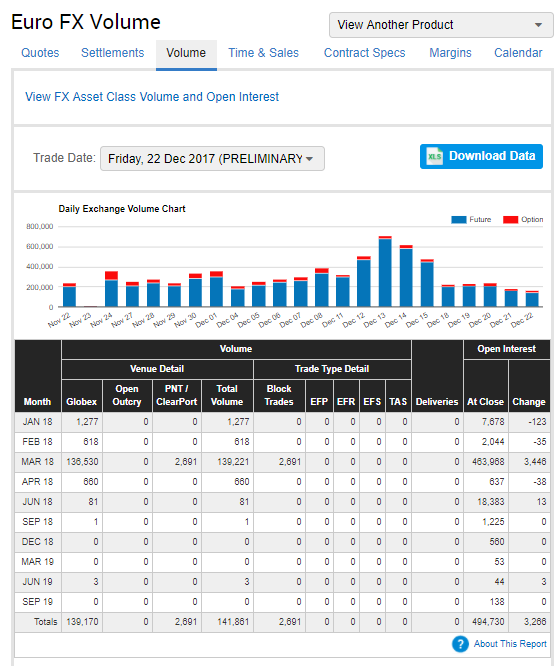 Euro FX Volume
View Another Product
Quotes Settlements Volume Time & Sales Contract Specs Margins Calendar
View FX Asset Class Volume and Open Interest
Trade Date: Friday, 22 Dec 2017 (PRELIMINARY
XLS Download Data
Daily Exchange Volume Chart
Future Option
800,000
600,000
400,000
200,000
0
Nov 22 Nov 23 Nov 24 Nov 27 Nov 28 Nov 29 Nov 30 Dec 01 Dec 04 Dec 05 Dec 06 Dec 07 Dec 08 Dec 11 Dec 12 Dec 13 Dec 14 Dec 15 Dec 18 Dec 19 Dec 20 Dec 21 Dec 22
Volume Open Interest
Venue Detail Trade Type Detail
Month Globex Open Outcry PNT / ClearPort Total Volume Block Trades EFP EFR EFS TAS Deliveries At Close Change
JAN 18 1,277 0 0 1,277 0 0 0 0 0 0 7,678 -123
FEB 18 618 0 0 618 0 0 0 0 0 0 2,044 -35
MAR 18 136,530 0 2,691 139,221 2,691 0 0 0 0 0 463,968 3,446
APR 18 660 0 0 660 0 0 0 0 0 0 637 -38
JUN 18 81 0 0 81 0 0 0 0 0 0 18,383 13
SEP 18 1 0 0 1 0 0 0 0 0 0 1,225 0
DEC 18 0 0 0 0 0 0 0 0 0 0 560 0
MAR 19 0 0 0 0 0 0 0 0 0 0 53 0
JUN 19 3 0 0 3 0 0 0 0 0 0 44 3
SEP 19 0 0 0 0 0 0 0 0 0 0 138 0
Totals 139,170 0 2,691 141,861 2,691 0 0 0 0 0 494,730 3,266
? About This Report